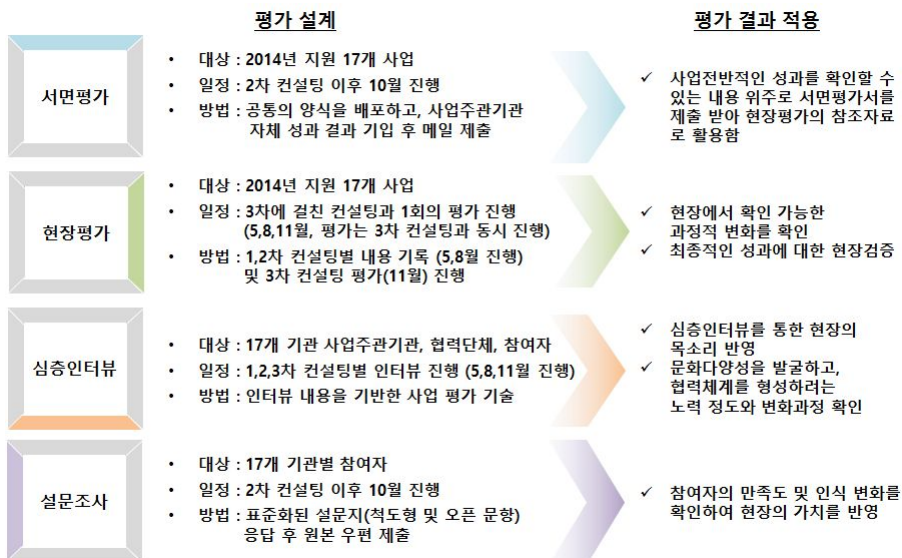 평가 설계
평가 결과 적용
서면평가
• 대상 : 2014년 지원 17개 사업
• 일정 : 2차 컨설팅 이후 10월 진행
• 방법 : 공통의 양식을 배포하고, 사업주관기관
자체 성과 결과 기입 후 메일 제출
✓ 사업전반적인 성과를 확인할 수
있는 내용 위주로 서면평가서를
제출 받아 현장평가의 참조자료
로 활용함
현장평가
• 대상 : 2014년 지원 17개 사업
• 일정 : 3차에 걸친 컨설팅과 1회의 평가 진행
(5,8,11월, 평가는 3차 컨설팅과 동시 진행)
• 방법 : 1,2차 컨설팅별 내용 기록 (5,8월 진행)
및 3차 컨설팅 평가(11월) 진행
✓ 현장에서 확인 가능한
과정적 변화를 확인
✓ 최종적인 성과에 대한 현장검증
심층인터뷰
• 대상 : 17개 기관 사업주관기관, 협력단체, 참여자
• 일정 : 1,2,3차 컨설팅별 인터뷰 진행 (5,8,11월 진행)
• 방법 : 인터뷰 내용을 기반한 사업 평가 기술
✓ 심층인터뷰를 통한 현장의
목소리 반영
✓ 문화다양성을 발굴하고,
협력체계를 형성하려는
노력 정도와 변화과정 확인
설문조사
• 대상 : 17개 기관별 참여자
• 일정 : 2차 컨설팅 이후 10월 진행
• 방법 : 표준화된 설문지(척도형 및 오픈 문항)
응답 후 원본 우편 제출
✓ 참여자의 만족도 및 인식 변화를
확인하여 현장의 가치를 반영